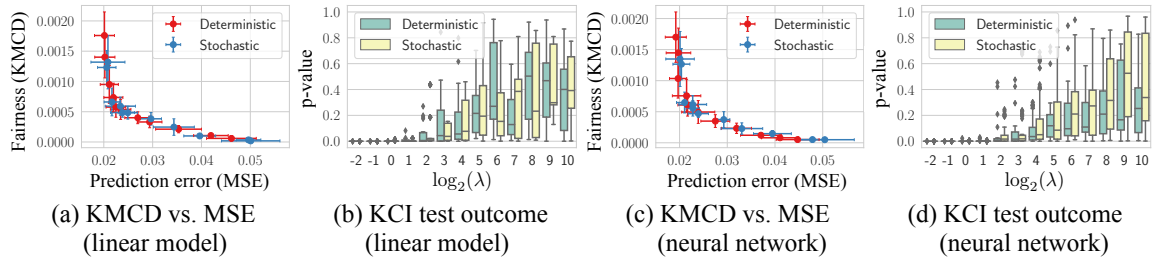 Fairness (KMCD)
0.0020
0.0015
0.0010
0.0005
0.0000
Deterministic
Stochastic
0.02 0.03 0.04 0.05
Prediction error (MSE)
(a) KMCD vs. MSE
(linear model)
p-value
1.0
0.8
0.6
0.4
0.2
0.0
Deterministic
Stochastic
-2 -1 0 1 2 3 4 5 6 7 8 9 10
log₂(λ)
(b) KCI test outcome
(linear model)
Fairness (KMCD)
0.0020
0.0015
0.0010
0.0005
0.0000
Deterministic
Stochastic
0.02 0.03 0.04 0.05
Prediction error (MSE)
(c) KMCD vs. MSE
(neural network)
p-value
1.0
0.8
0.6
0.4
0.2
0.0
Deterministic
Stochastic
-2 -1 0 1 2 3 4 5 6 7 8 9 10
log₂(λ)
(d) KCI test outcome
(neural network)